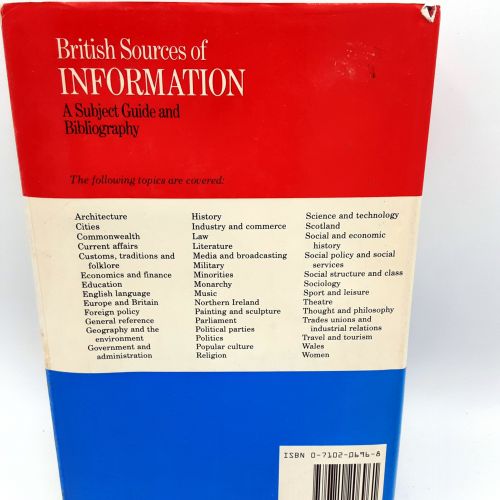 British Sources of
INFORMATION
A Subject Guide and
Bibliography
The following topics are covered:
Architecture
Cities
Commonwealth
Current affairs
Customs, traditions and
folklore
Economics and finance
Education
English language
Europe and Britain
Foreign policy
General reference
Geography and the
environment
Government and
administration
History
Industry and commerce
Law
Literature
Media and broadcasting
Military
Minorities
Monarchy
Music
Northern Ireland
Painting and sculpture
Parliament
Political parties
Politics
Popular culture
Religion
Science and technology
Scotland
Social and economic
history
Social policy and social
services
Social structure and class
Sociology
Sport and leisure
Theatre
Thought and philosophy
Trades unions and
industrial relations
Travel and tourism
Wales
Women
ISBN 0-7102-0696-8